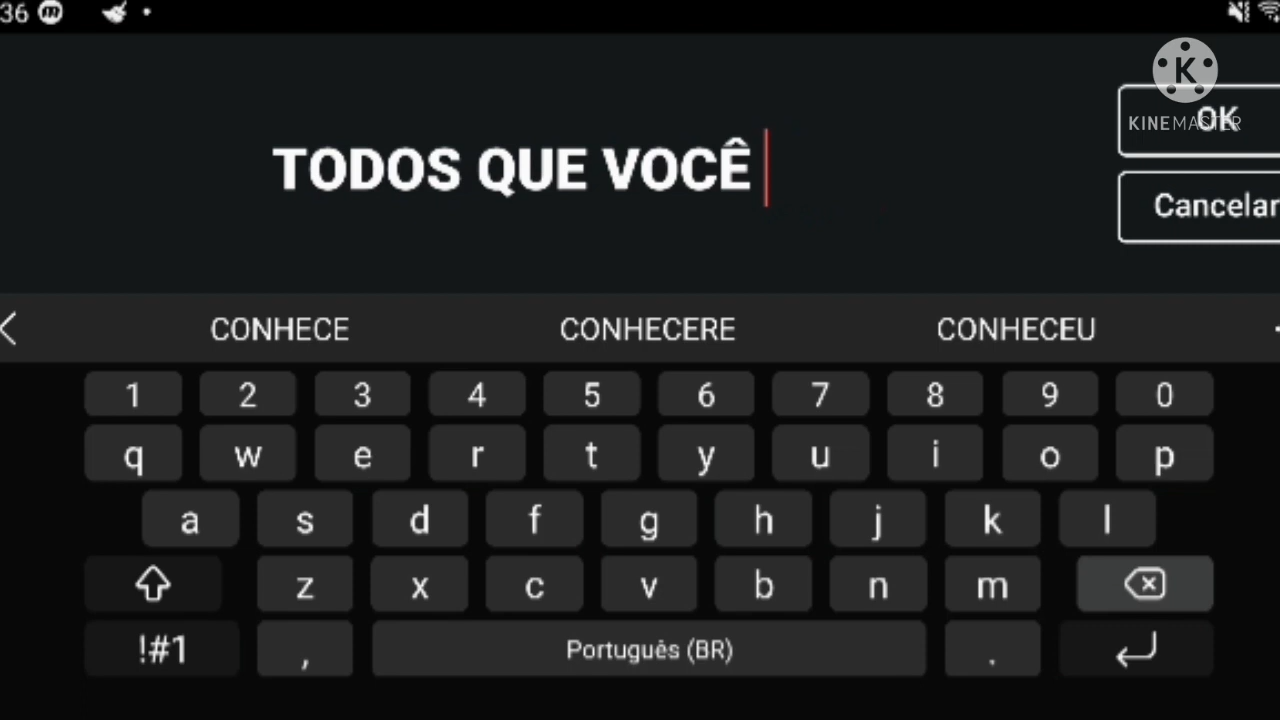 36
KINEMASTER
OK
TODOS QUE VOCÊ
Cancelar
CONHECE CONHECERE CONHECEU
1 2 3 4 5 6 7 8 9 0
q w e r t y u i o p
a s d f g h j k l
z x c v b n m
!#1 , Português (BR) .